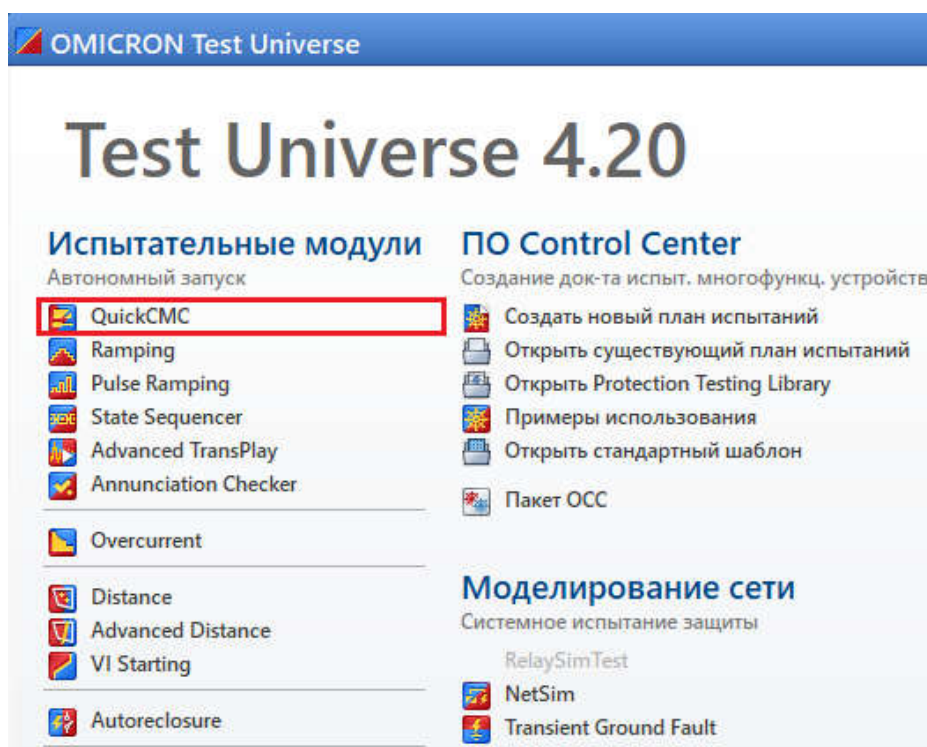 OMICRON Test Universe
Test Universe 4.20
Испытательные модули
Автономный запуск
QuickCMC
Ramping
Pulse Ramping
State Sequencer
Advanced TransPlay
Annunciation Checker
Overcurrent
Distance
Advanced Distance
VI Starting
Autoreclosure
ПО Control Center
Создание док-та испыт. многофункц. устройств
Создать новый план испытаний
Открыть существующий план испытаний
Открыть Protection Testing Library
Примеры использования
Открыть стандартный шаблон
Пакет ОСС
Моделирование сети
Системное испытание защиты
RelaySimTest
NetSim
Transient Ground Fault